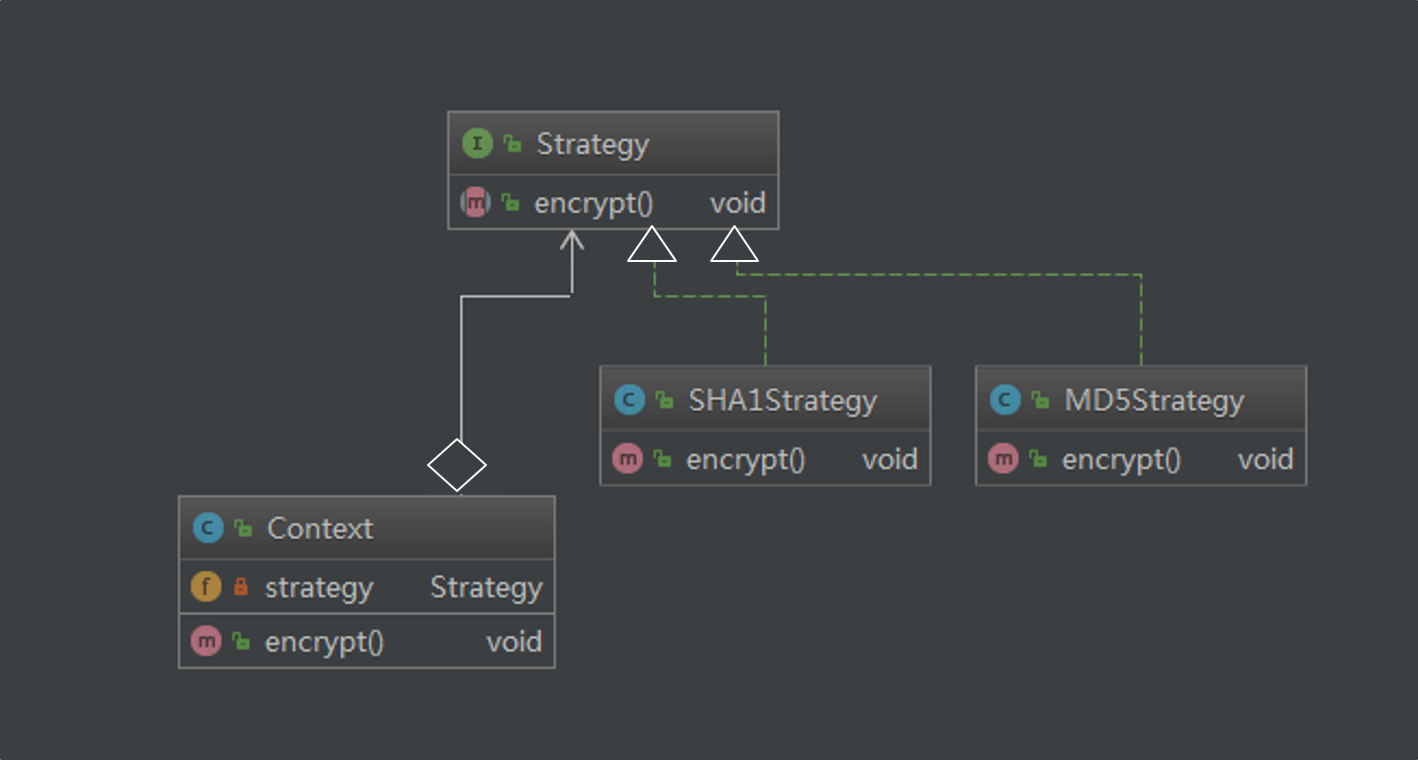 I Strategy
m encrypt() void
C SHA1Strategy
m encrypt() void
C MD5Strategy
m encrypt() void
C Context
f strategy Strategy
m encrypt() void